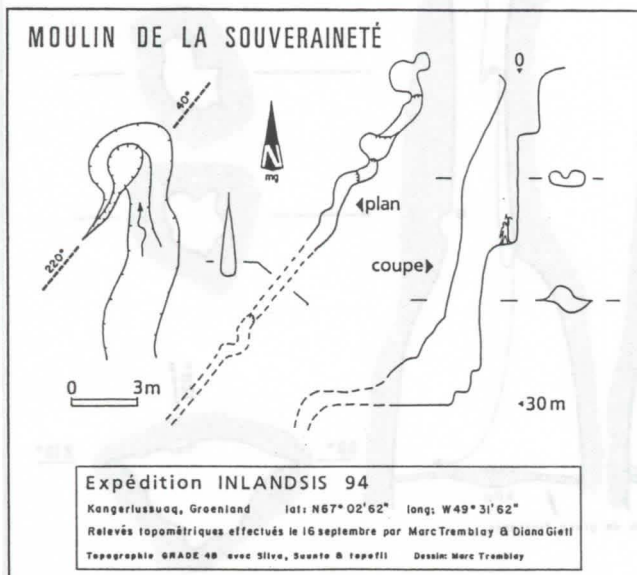 MOULIN DE LA SOUVERAINETÉ
0
40°
N
mg
plan
220°
coupe
0 3m
30 m
Expédition INLANDSIS 94
Kangerlussuaq, Groenland lat: N67° 02'62" long: W49° 31'62"
Relevés topométriques effectués le 16 septembre par Marc Tremblay & Diana Gietl
Topographie GRADE 4B avec Silva, Suunto & topofil Dessin: Marc Tremblay